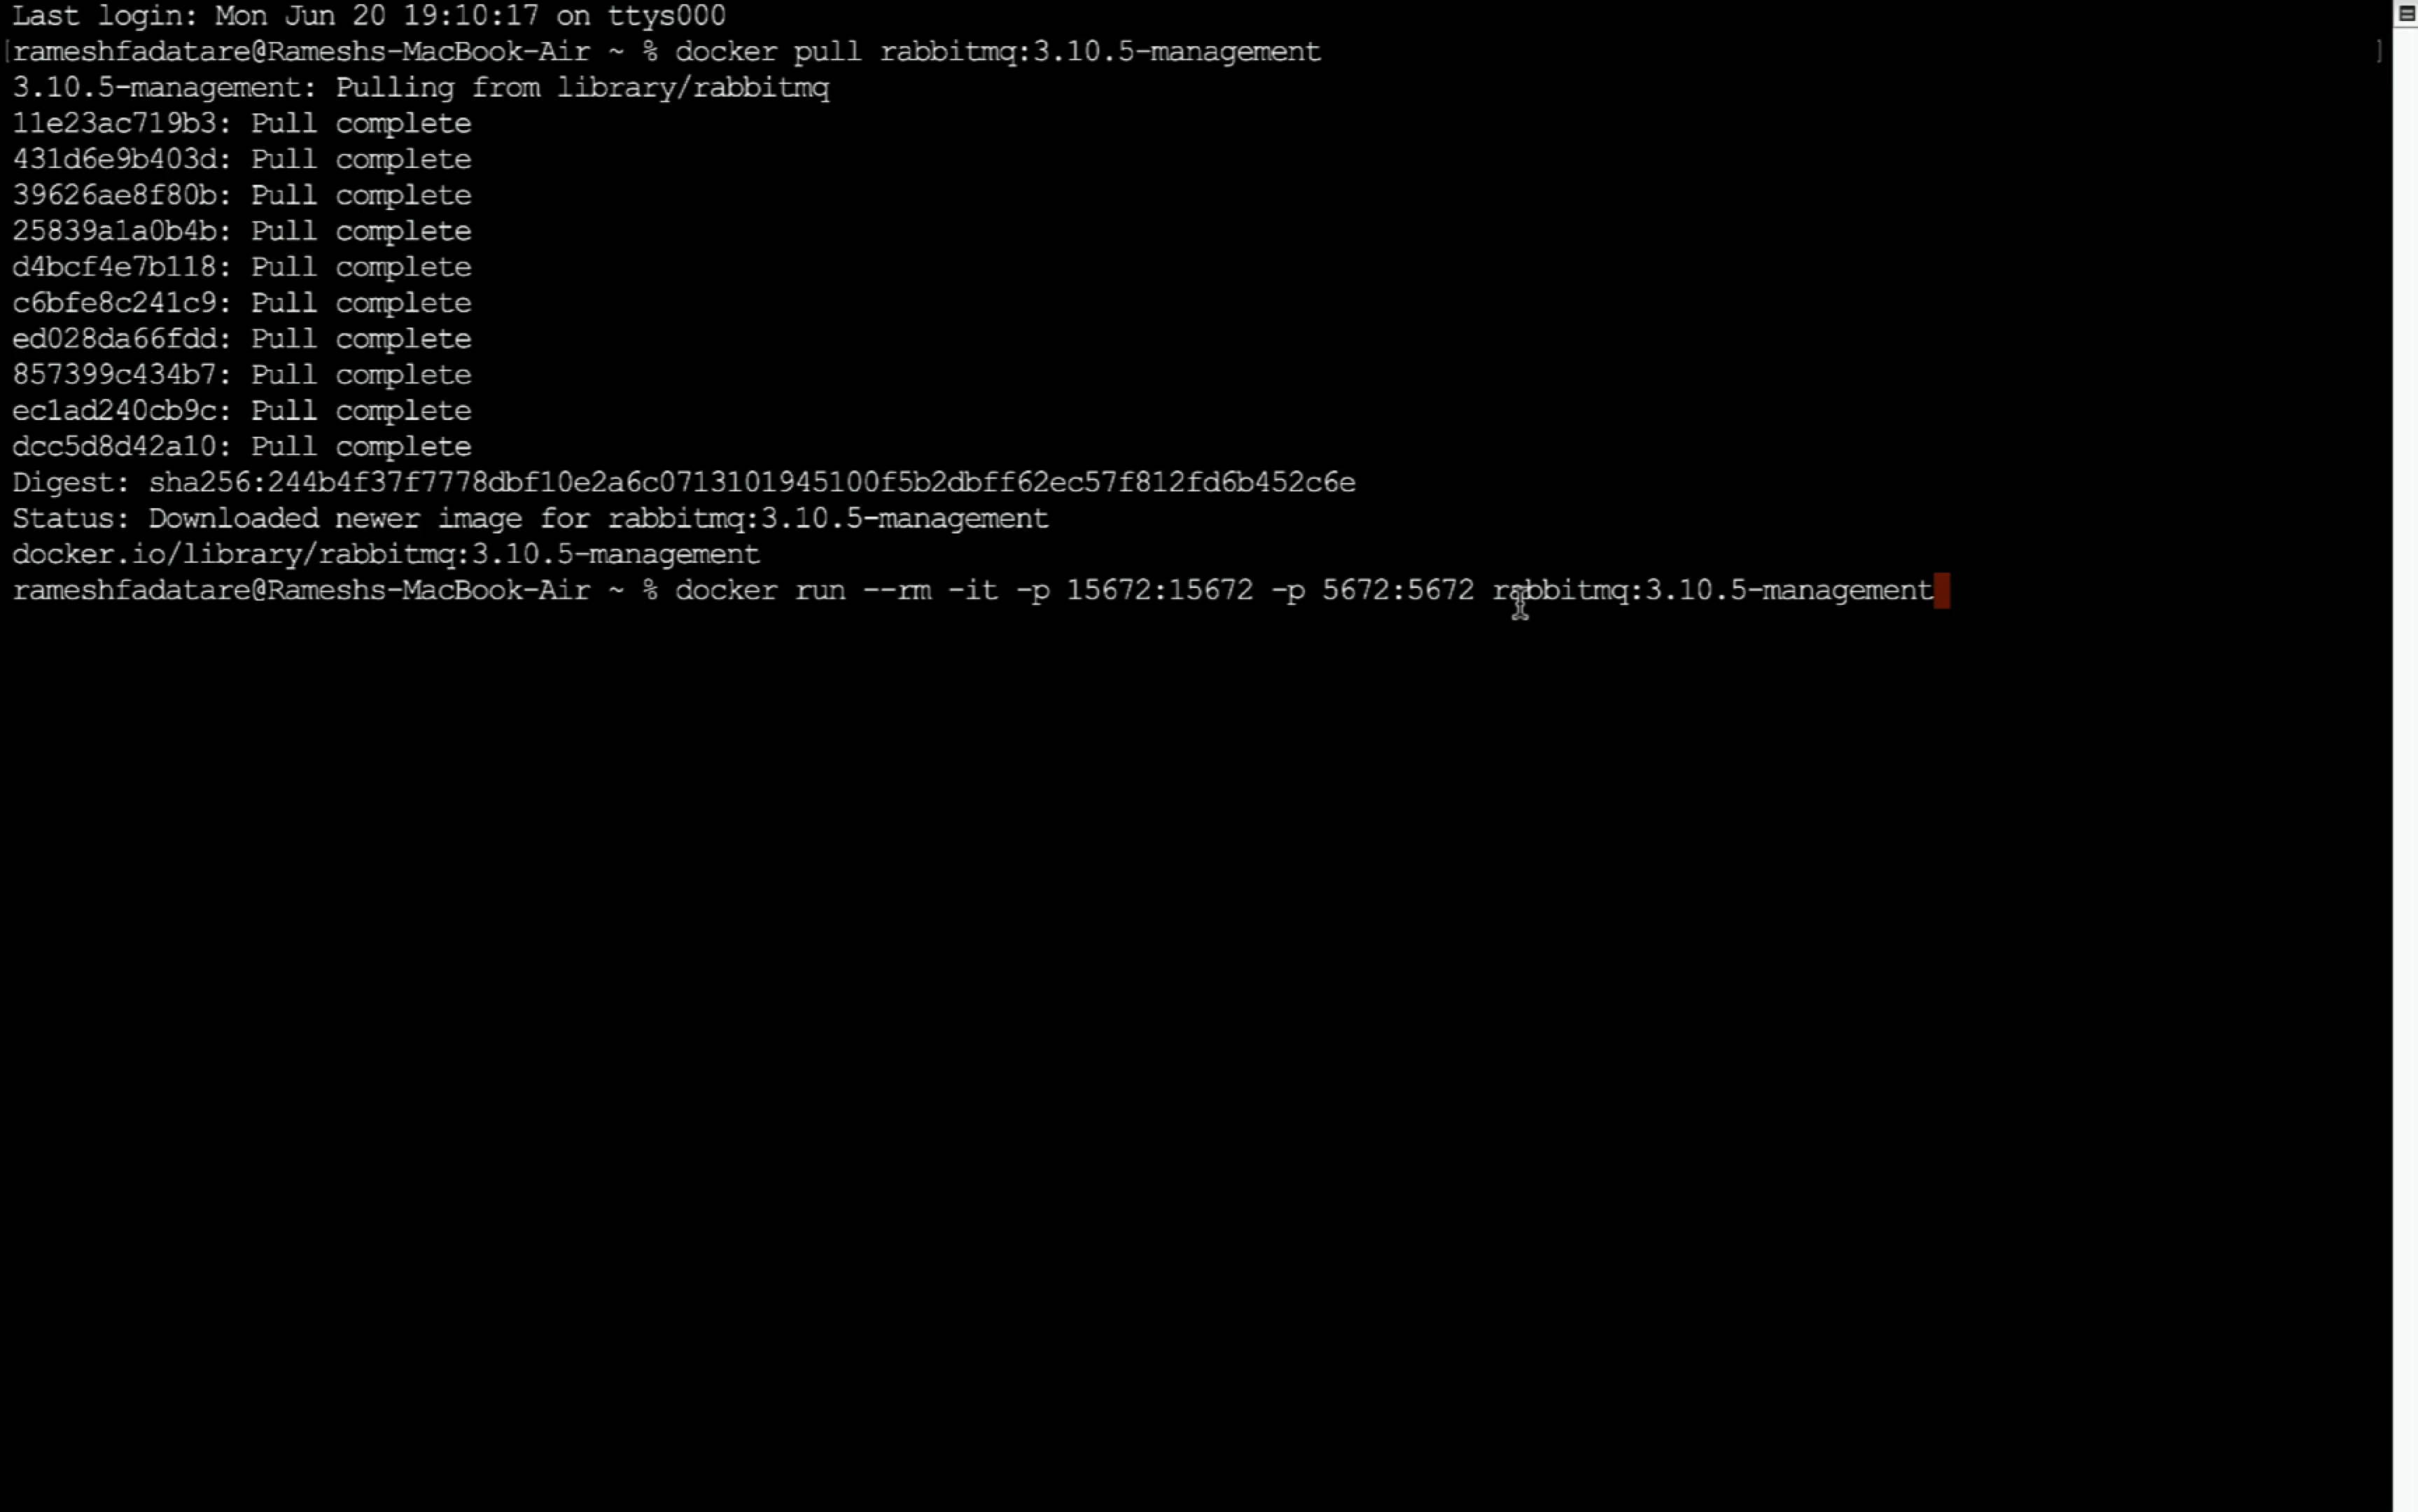 Last login: Mon Jun 20 19:10:17 on ttys000
[rameshfadatare@Rameshs-MacBook-Air ~ % docker pull rabbitmq:3.10.5-management ]
3.10.5-management: Pulling from library/rabbitmq
11e23ac719b3: Pull complete
431d6e9b403d: Pull complete
39626ae8f80b: Pull complete
25839a1a0b4b: Pull complete
d4bcf4e7b118: Pull complete
c6bfe8c241c9: Pull complete
ed028da66fdd: Pull complete
857399c434b7: Pull complete
ec1ad240cb9c: Pull complete
dcc5d8d42a10: Pull complete
Digest: sha256:244b4f37f7778dbf10e2a6c0713101945100f5b2dbff62ec57f812fd6b452c6e
Status: Downloaded newer image for rabbitmq:3.10.5-management
docker.io/library/rabbitmq:3.10.5-management
rameshfadatare@Rameshs-MacBook-Air ~ % docker run --rm -it -p 15672:15672 -p 5672:5672 rabbitmq:3.10.5-management